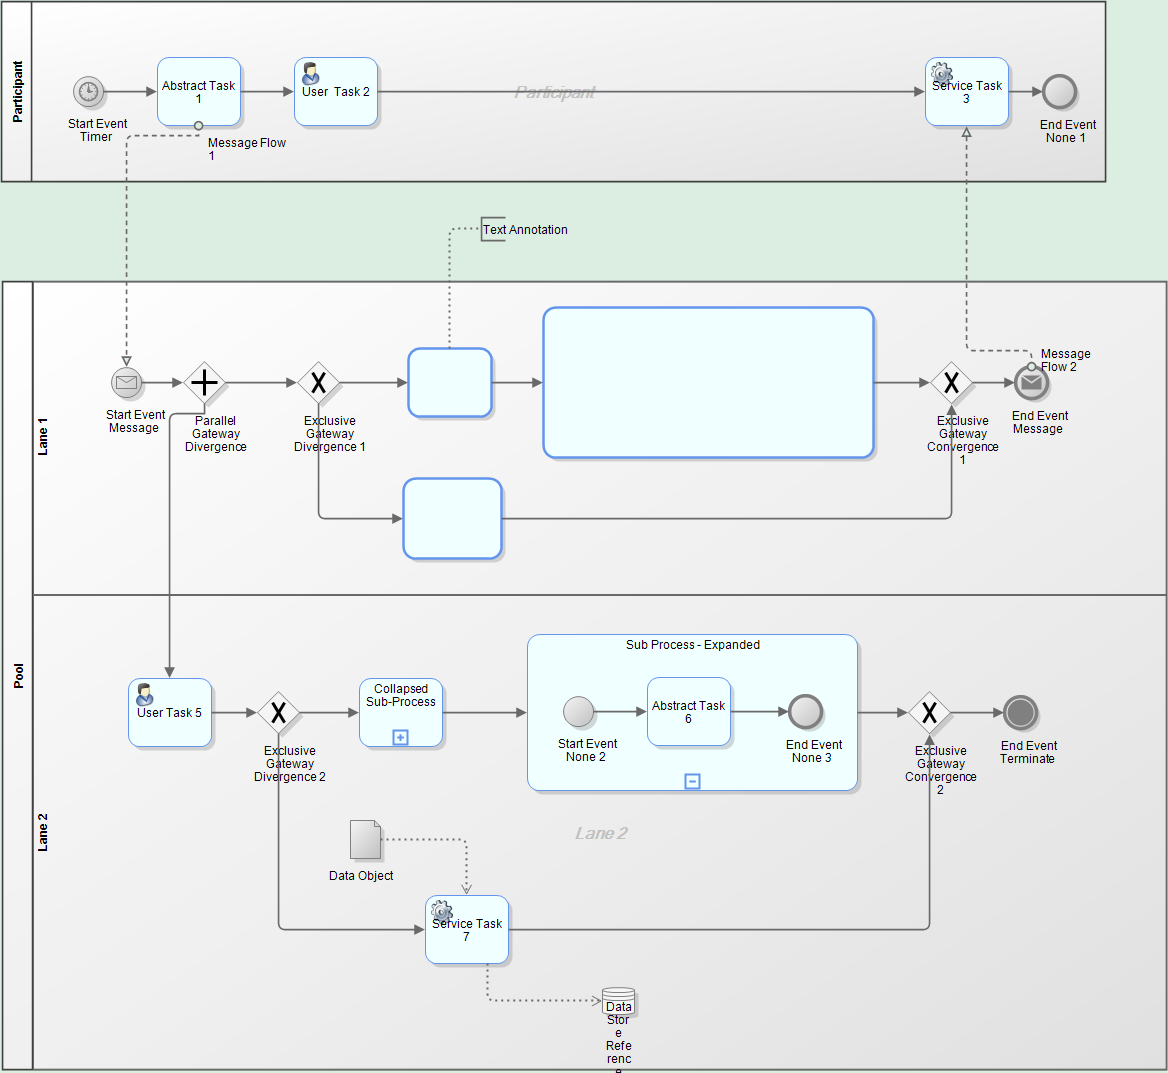 Participant
Abstract Task
1
User Task 2
Participant
Service Task
3
Start Event
Timer
Message Flow
1
End Event
None 1
Text Annotation
Pool
Lane 1
Start Event
Message
Parallel
Gateway
Divergence
Exclusive
Gateway
Divergence 1
Exclusive
Gateway
Convergence
1
Message
Flow 2
End Event
Message
Lane 2
User Task 5
Exclusive
Gateway
Divergence 2
Collapsed
Sub-Process
Sub Process - Expanded
Start Event
None 2
Abstract Task
6
End Event
None 3
Exclusive
Gateway
Convergence
2
End Event
Terminate
Lane 2
Data Object
Service Task
7
Data
Stor
e
Refe
renc
e